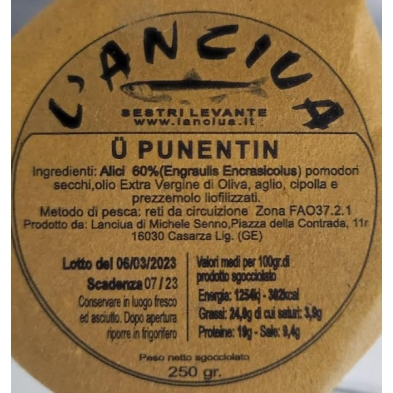 L'ANCIUA
SESTRI LEVANTE
www.lanciua.it
Ü PUNENTIN
Ingredienti: Alici 60%(Engraulis Encrasicolus) pomodori
secchi,olio Extra Vergine di Oliva, aglio, cipolla e
prezzemolo liofilizzati.
Metodo di pesca: reti da circuizione Zona FAO37.2.1
Prodotto da: Lanciua di Michele Senno,Piazza della Contrada, 11r
16030 Casarza Lig. (GE)
Lotto del 06/03/2023
Scadenza 07 / 23
Conservare in luogo fresco
ed asciutto. Dopo apertura
riporre in frigorifero
Valori medi per 100gr.di
prodotto sgocciolato
Energia: 1254kj - 302kcal
Grassi: 24,8g di cui saturi: 3,9g
Proteine: 19g - Sale: 9,4g
Peso netto sgocciolato
250 gr.